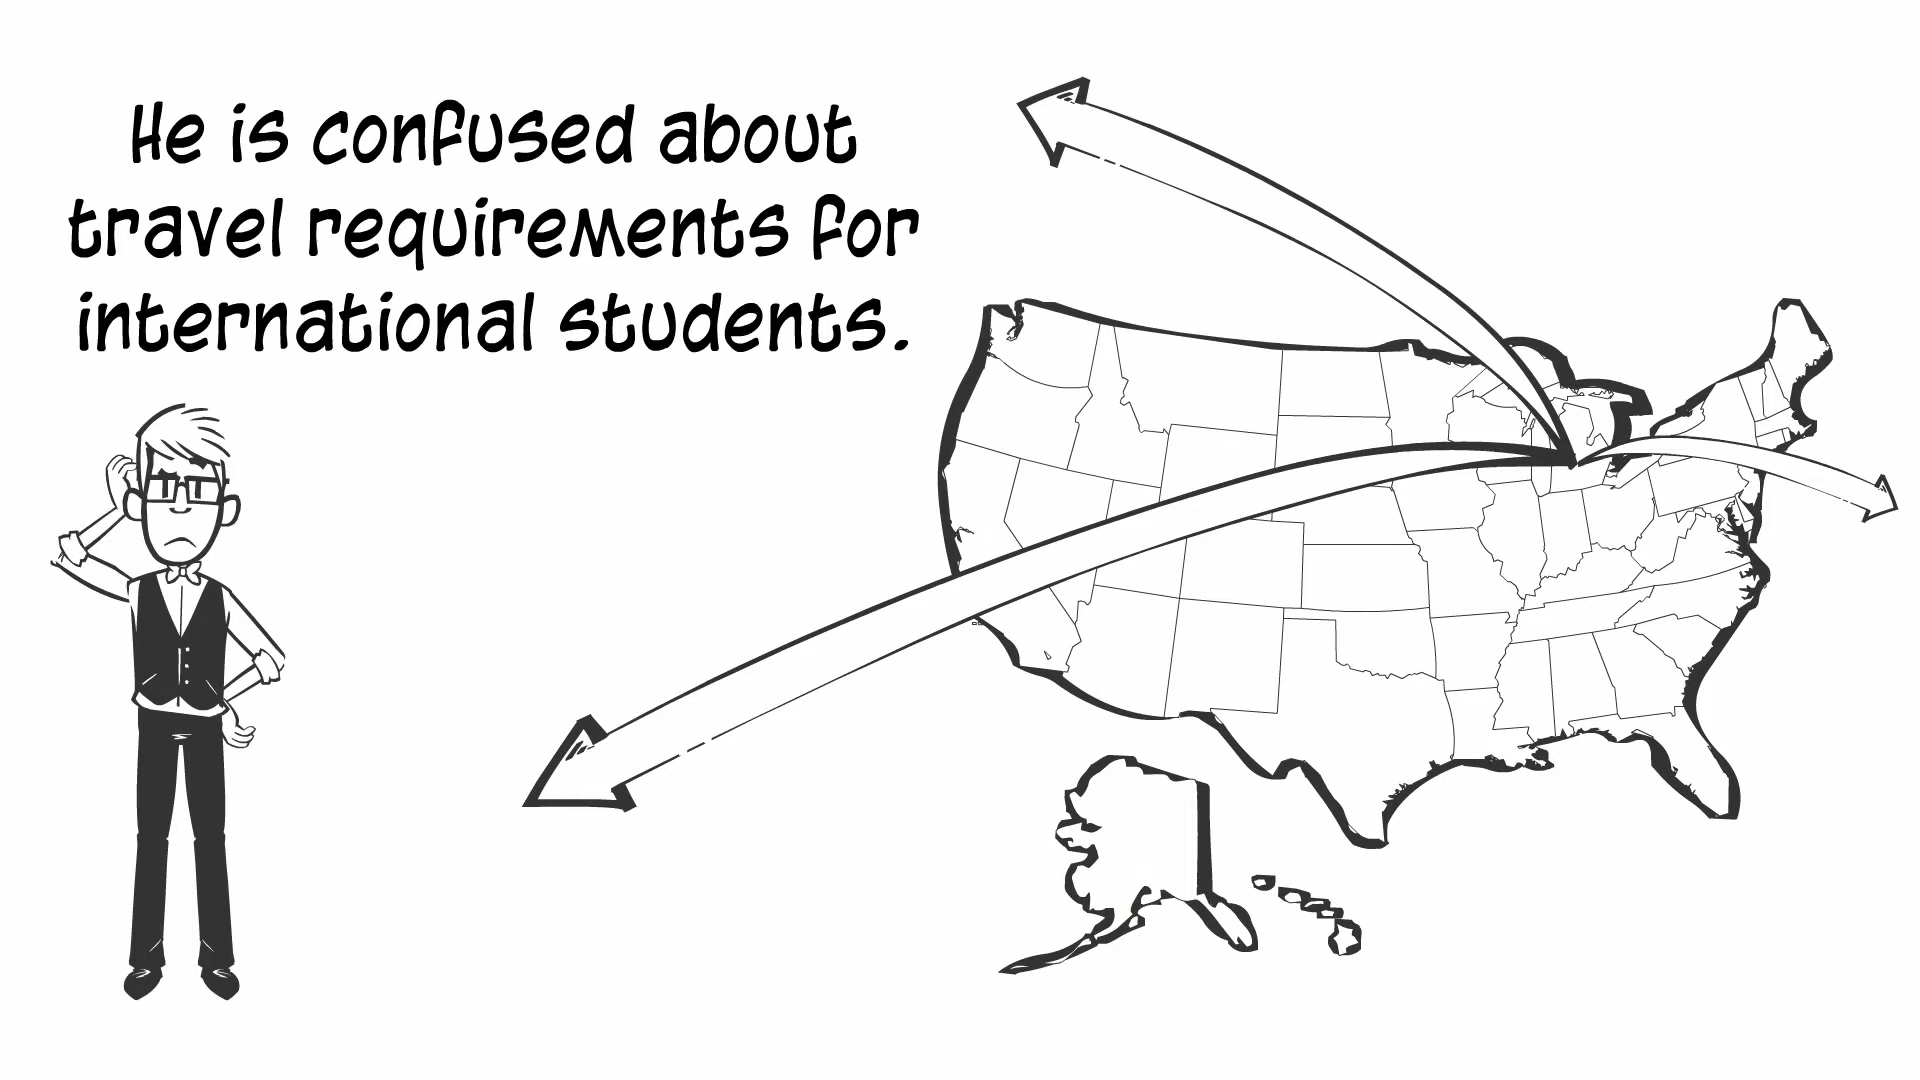 He is confused about
travel requirements for
international students.